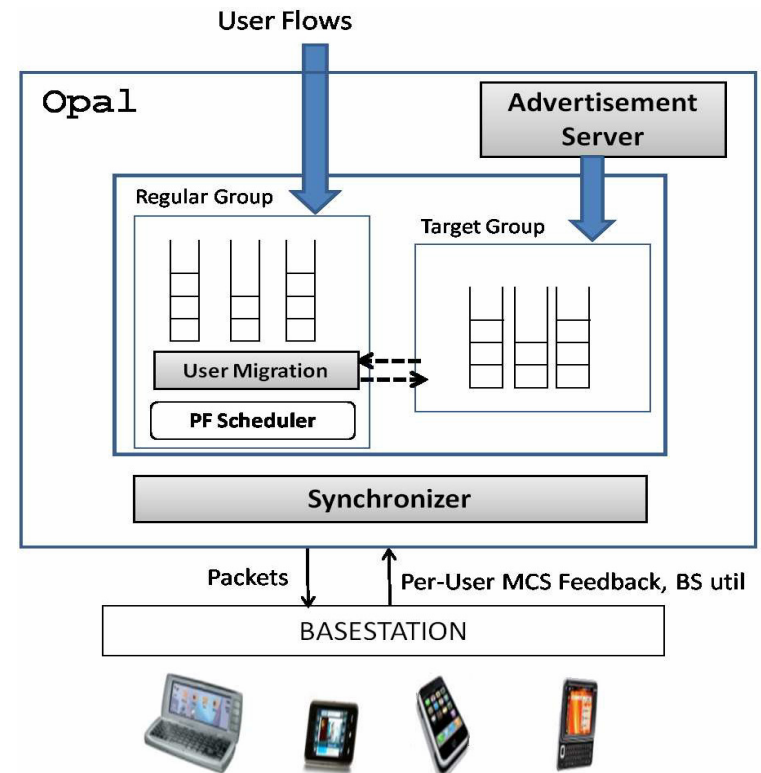 User Flows
Opal
Advertisement
Server
Regular Group
Target Group
User Migration
PF Scheduler
Synchronizer
Packets
Per-User MCS Feedback, BS util
BASESTATION